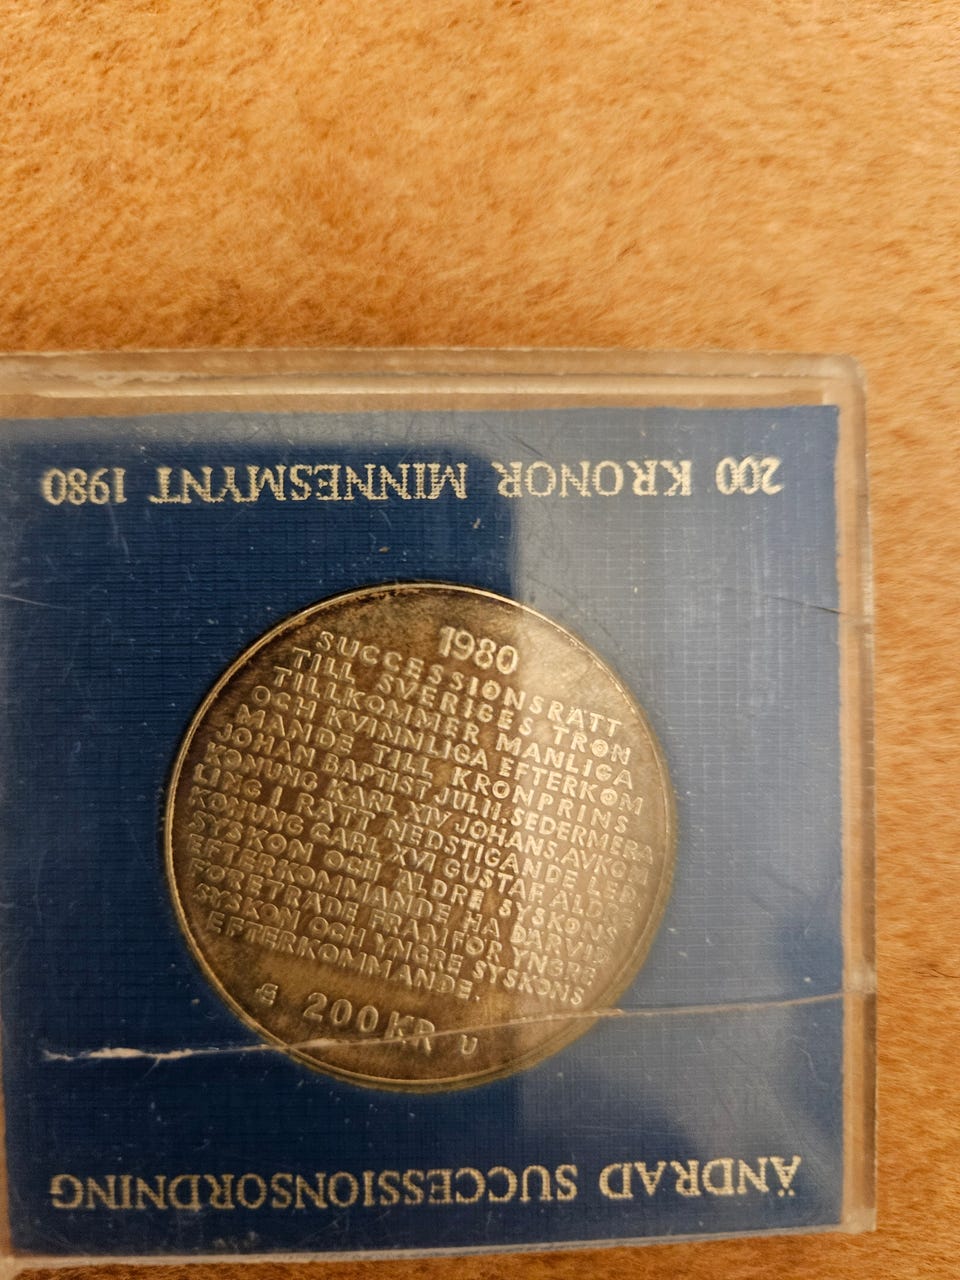 200 KRONOR MINNESMYNT 1980
1980
SUCCESSIONSRÄTT
TILL SVERIGES TRON
TILLKOMMER MANLIGA
OCH KVINNLIGA EFTERKOM
MANDE TILL KRONPRINS
JOHAN BAPTIST JULII, SEDERMERA
KONUNG KARL XIV JOHANS, AVKOM
LING I RÄTT NEDSTIGANDE LED.
KONUNG CARL XVI GUSTAF. ÄLDRE
SYSKON OCH ÄLDRE SYSKONS
EFTERKOMMANDE HA DÄRVID
FÖRETRÄDE FRAMFÖR YNGRE
SYSKON OCH YNGRE SYSKONS
EFTERKOMMANDE.
200 KR U
ÄNDRAD SUCCESSIONSORDNING